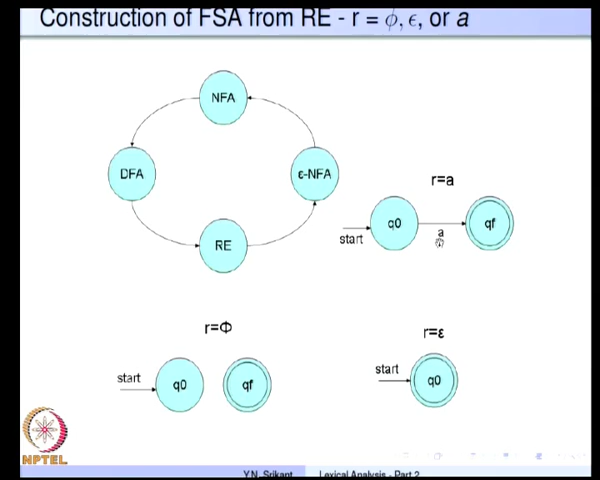 Construction of FSA from RE - r = ϕ, ϵ, or a
NFA
DFA
ε-NFA
RE
r=a
start
q0
a
qf
r=Φ
start
q0
qf
r=ε
start
q0
NPTEL
Y.N. Srikant
Lexical Analysis - Part 2